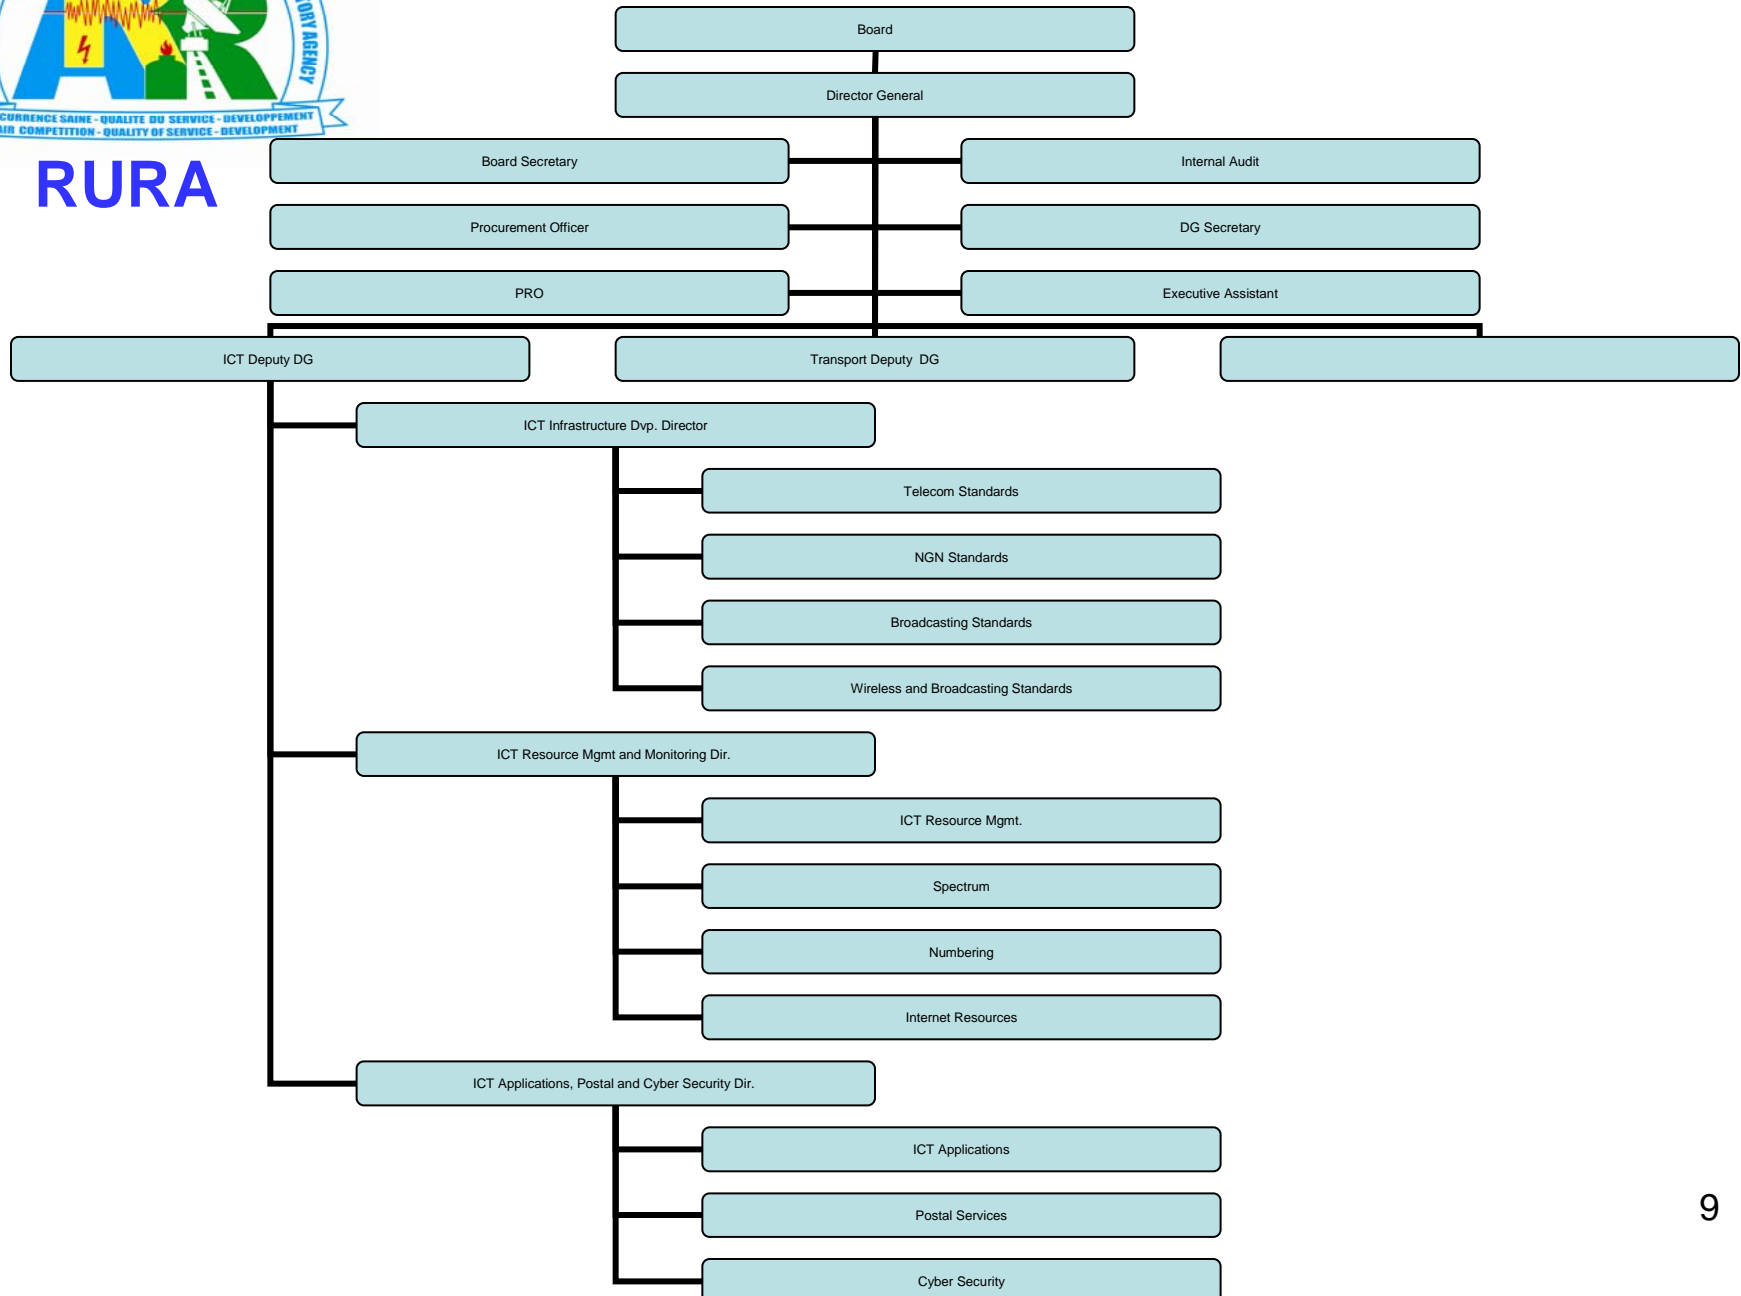 ORY AGENCY
CURRENCE SAINE - QUALITE DU SERVICE - DEVELOPPEMENT
AIR COMPETITION - QUALITY OF SERVICE - DEVELOPMENT
RURA
Board
Director General
Board Secretary
Internal Audit
Procurement Officer
DG Secretary
PRO
Executive Assistant
ICT Deputy DG
Transport Deputy DG
ICT Infrastructure Dvp. Director
Telecom Standards
NGN Standards
Broadcasting Standards
Wireless and Broadcasting Standards
ICT Resource Mgmt and Monitoring Dir.
ICT Resource Mgmt.
Spectrum
Numbering
Internet Resources
ICT Applications, Postal and Cyber Security Dir.
ICT Applications
Postal Services
Cyber Security
9